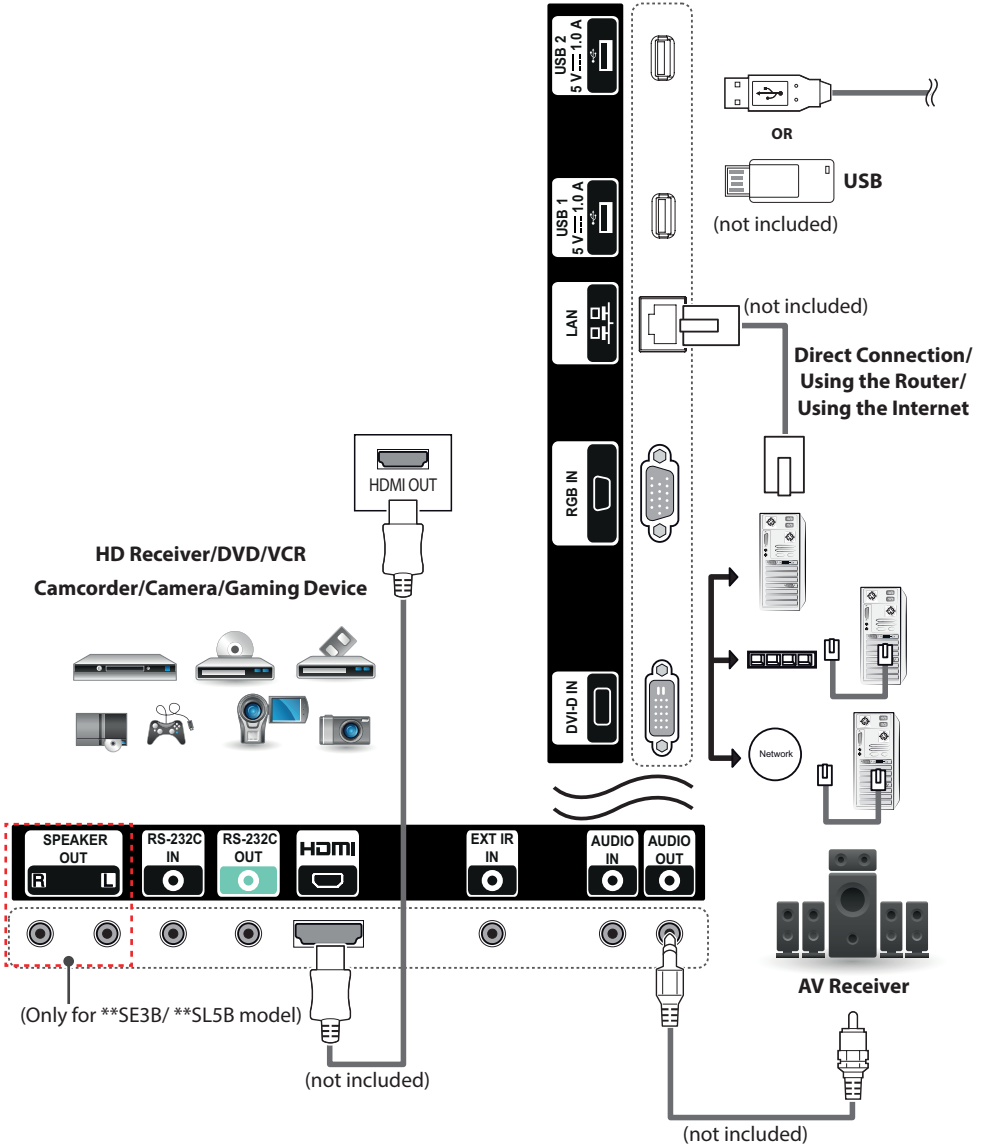 USB 2
5 V 1.0 A
OR
USB
(not included)
USB 1
5 V 1.0 A
LAN
(not included)
Direct Connection/
Using the Router/
Using the Internet
RGB IN
HDMI OUT
HD Receiver/DVD/VCR
Camcorder/Camera/Gaming Device
DVI-D IN
Network
SPEAKER
OUT
R L
RS-232C
IN
RS-232C
OUT
HDMI
EXT IR
IN
AUDIO
IN
AUDIO
OUT
AV Receiver
(Only for **SE3B/ **SL5B model)
(not included)
(not included)